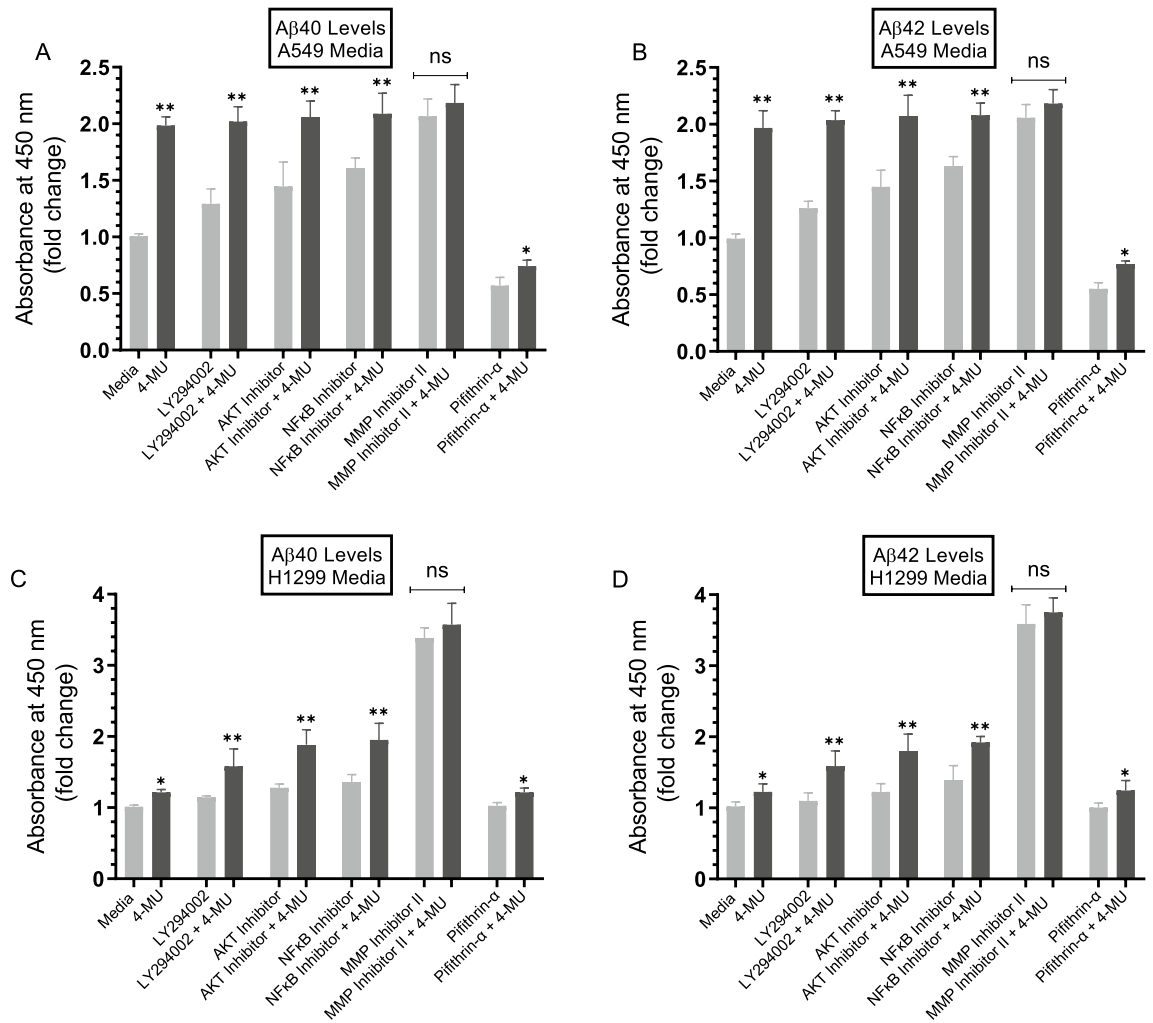 A
Aβ40 Levels
A549 Media
Absorbance at 450 nm
(fold change)
2.5
2.0
1.5
1.0
0.5
0.0
**
**
**
**
ns
*
Media
4-MU
LY294002
LY294002 + 4-MU
AKT Inhibitor
AKT Inhibitor + 4-MU
NFκB Inhibitor
NFκB Inhibitor + 4-MU
MMP Inhibitor II
MMP Inhibitor II + 4-MU
Pifithrin-α
Pifithrin-α + 4-MU
B
Aβ42 Levels
A549 Media
Absorbance at 450 nm
(fold change)
2.5
2.0
1.5
1.0
0.5
0.0
**
**
**
**
ns
*
Media
4-MU
LY294002
LY294002 + 4-MU
AKT Inhibitor
AKT Inhibitor + 4-MU
NFκB Inhibitor
NFκB Inhibitor + 4-MU
MMP Inhibitor II
MMP Inhibitor II + 4-MU
Pifithrin-α
Pifithrin-α + 4-MU
C
Aβ40 Levels
H1299 Media
Absorbance at 450 nm
(fold change)
4
3
2
1
0
*
**
**
**
ns
*
Media
4-MU
LY294002
LY294002 + 4-MU
AKT Inhibitor
AKT Inhibitor + 4-MU
NFκB Inhibitor
NFκB Inhibitor + 4-MU
MMP Inhibitor II
MMP Inhibitor II + 4-MU
Pifithrin-α
Pifithrin-α + 4-MU
D
Aβ42 Levels
H1299 Media
Absorbance at 450 nm
(fold change)
4
3
2
1
0
*
**
**
**
ns
*
Media
4-MU
LY294002
LY294002 + 4-MU
AKT Inhibitor
AKT Inhibitor + 4-MU
NFκB Inhibitor
NFκB Inhibitor + 4-MU
MMP Inhibitor II
MMP Inhibitor II + 4-MU
Pifithrin-α
Pifithrin-α + 4-MU